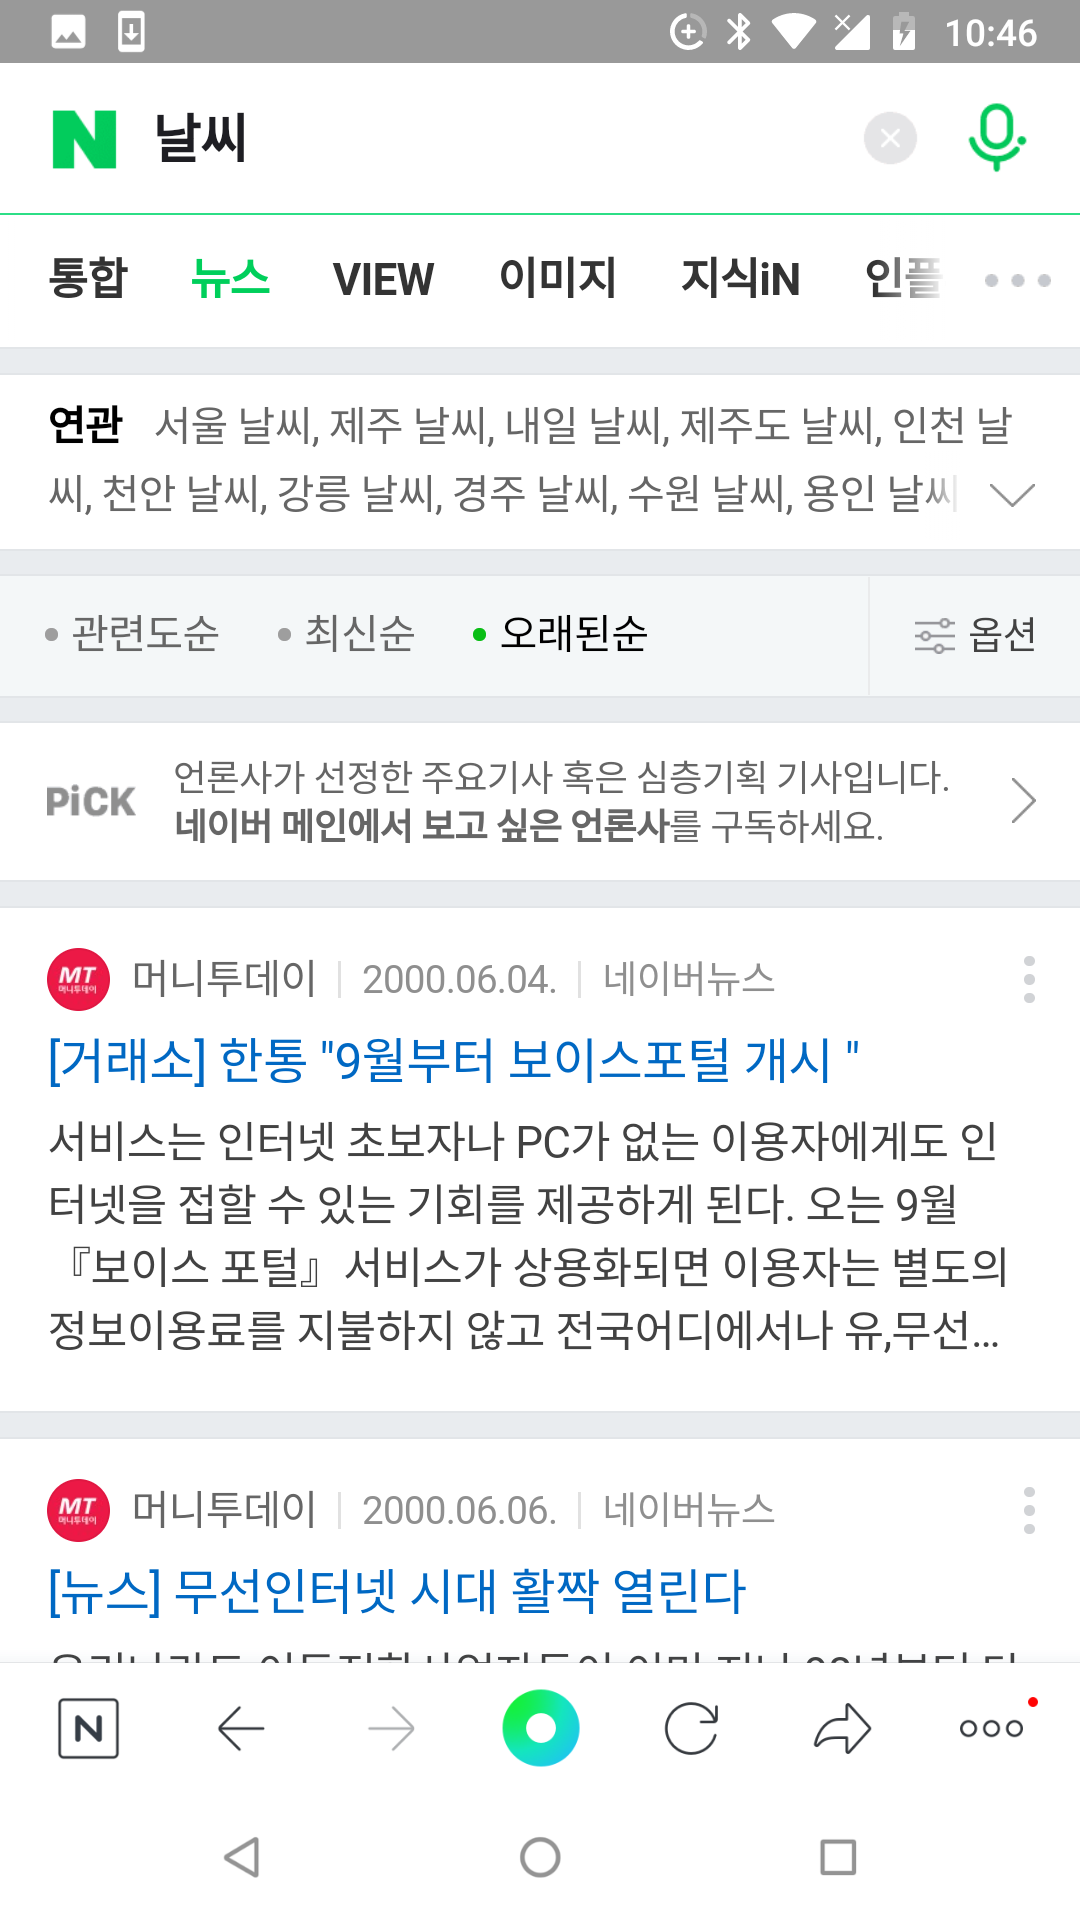 10:46
N 날씨
통합 뉴스 VIEW 이미지 지식iN 인플
연관 서울 날씨, 제주 날씨, 내일 날씨, 제주도 날씨, 인천 날
씨, 천안 날씨, 강릉 날씨, 경주 날씨, 수원 날씨, 용인 날씨
관련도순 최신순 오래된순 옵션
PiCK 언론사가 선정한 주요기사 혹은 심층기획 기사입니다.
네이버 메인에서 보고 싶은 언론사를 구독하세요.
MT 머니투데이 머니투데이 2000.06.04. 네이버뉴스
[거래소] 한통 "9월부터 보이스포털 개시 "
서비스는 인터넷 초보자나 PC가 없는 이용자에게도 인
터넷을 접할 수 있는 기회를 제공하게 된다. 오는 9월
『보이스 포털』 서비스가 상용화되면 이용자는 별도의
정보이용료를 지불하지 않고 전국어디에서나 유,무선...
MT 머니투데이 머니투데이 2000.06.06. 네이버뉴스
[뉴스] 무선인터넷 시대 활짝 열린다
N